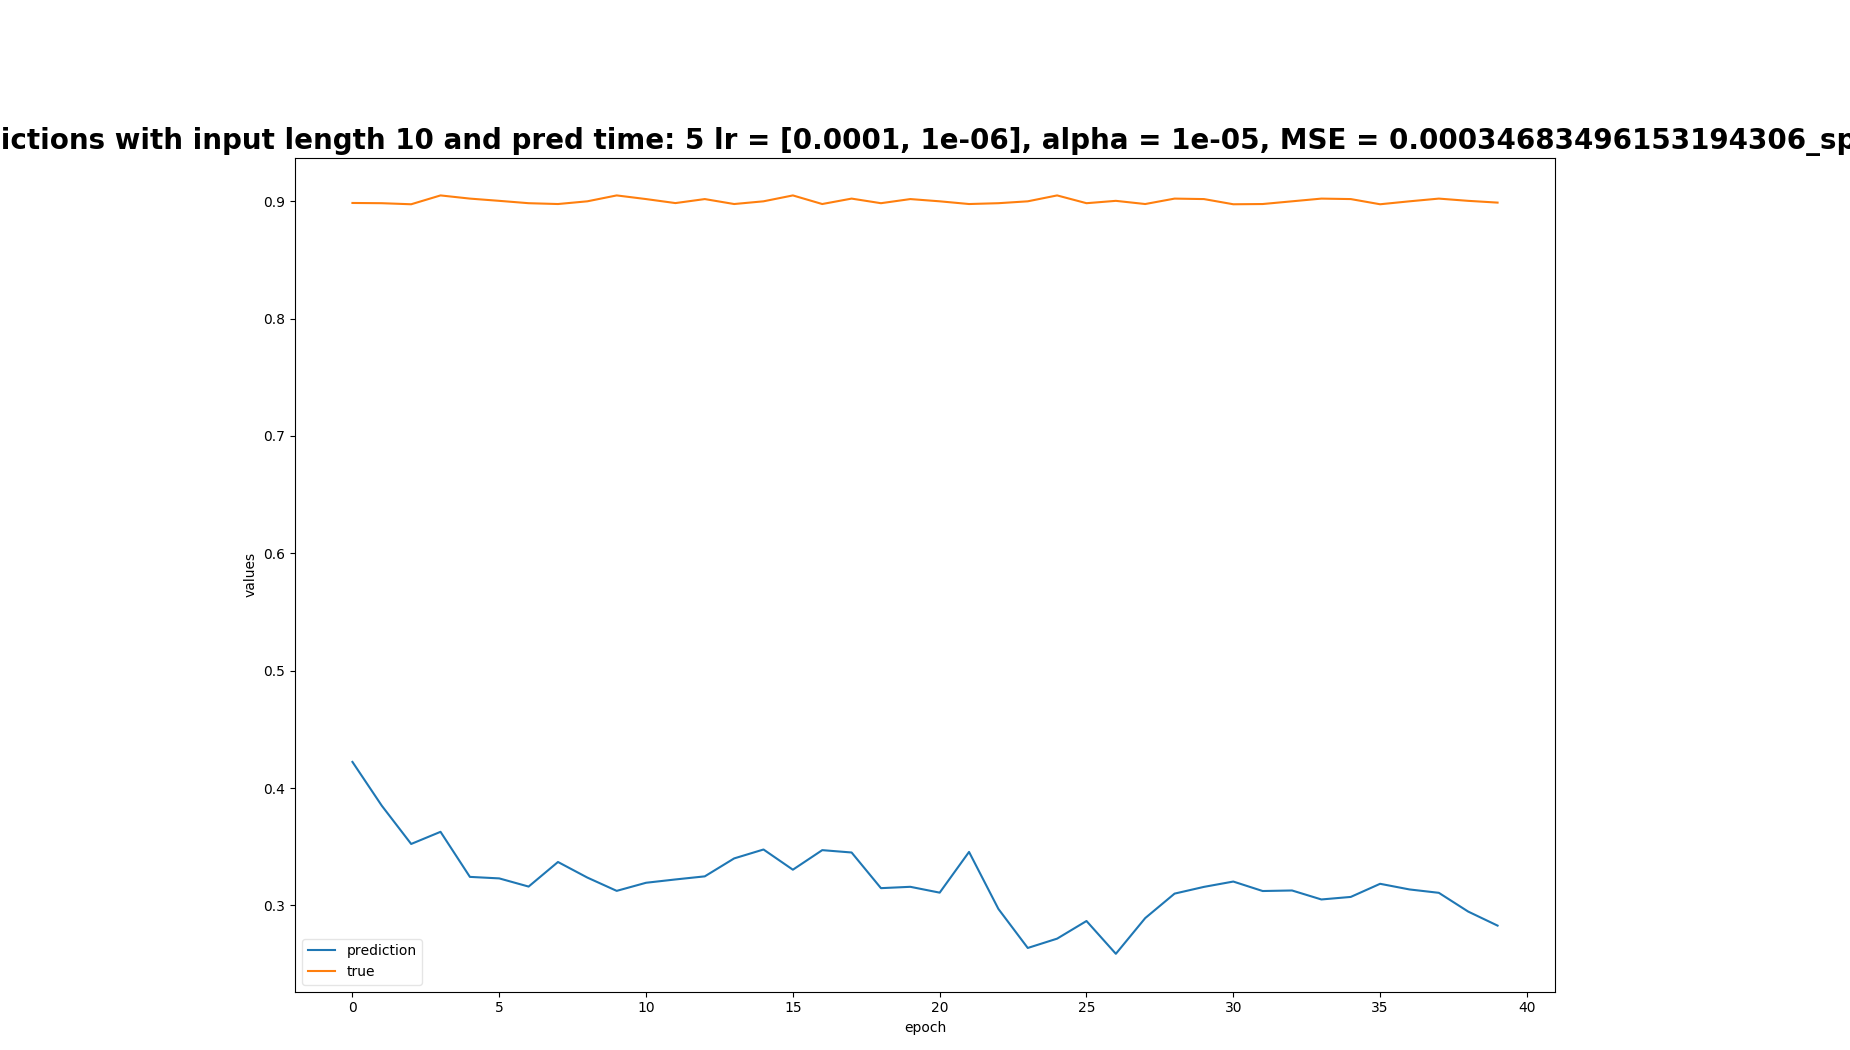 ictions with input length 10 and pred time: 5 lr = [0.0001, 1e-06], alpha = 1e-05, MSE = 0.00034683496153194306_sp
0.9
0.8
0.7
0.6
0.5
0.4
0.3
values
prediction
true
0 5 10 15 20 25 30 35 40
epoch